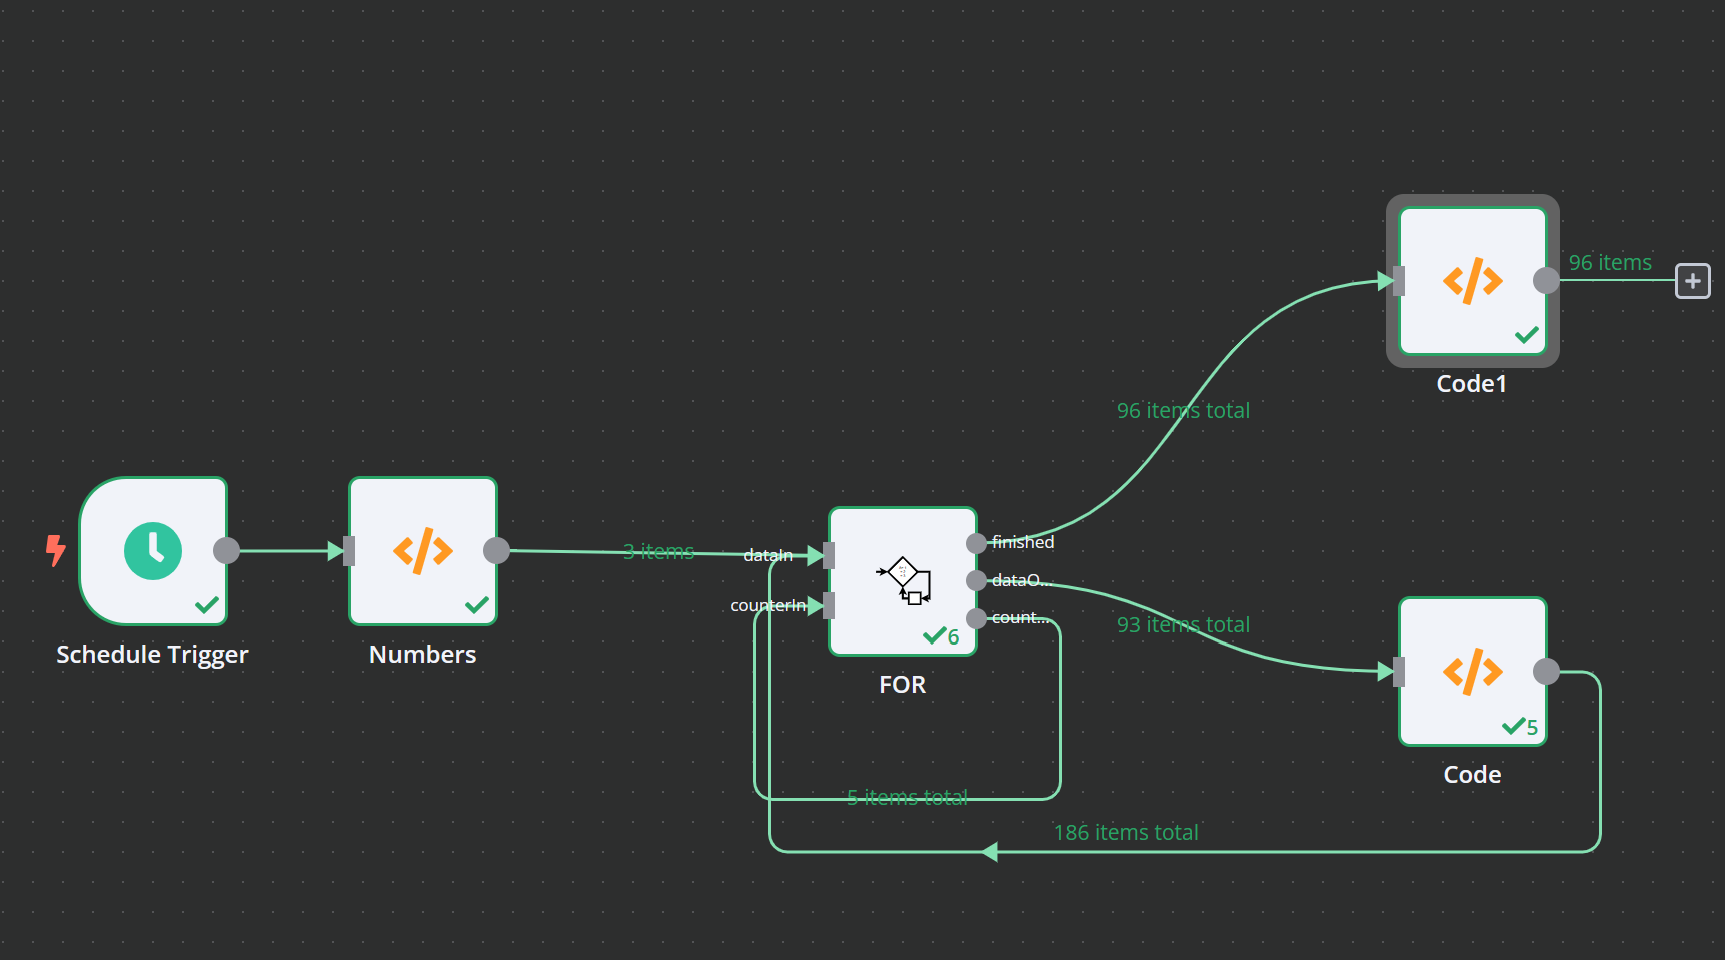 96 items
Code1
96 items total
3 items
dataIn
counterIn
finished
dataO...
count...
6
FOR
Schedule Trigger
Numbers
93 items total
5
Code
5 items total
186 items total